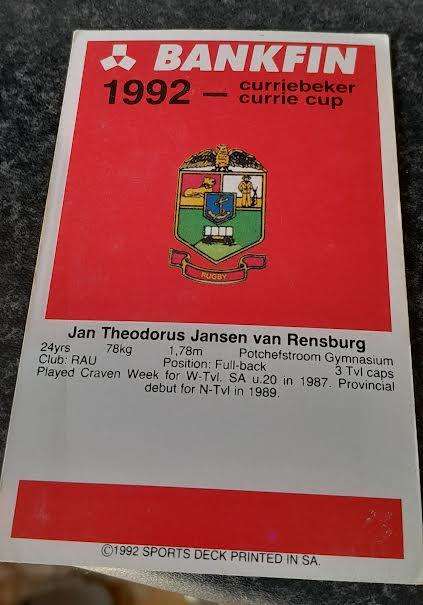 BANKFIN
1992 – curriebeker
currie cup
RUGBY
Jan Theodorus Jansen van Rensburg
24yrs 78kg 1,78m Potchefstroom Gymnasium
Club: RAU Position: Full-back 3 Tvl caps
Played Craven Week for W-Tvl. SA u.20 in 1987. Provincial
debut for N-Tvl in 1989.
©1992 SPORTS DECK PRINTED IN SA.